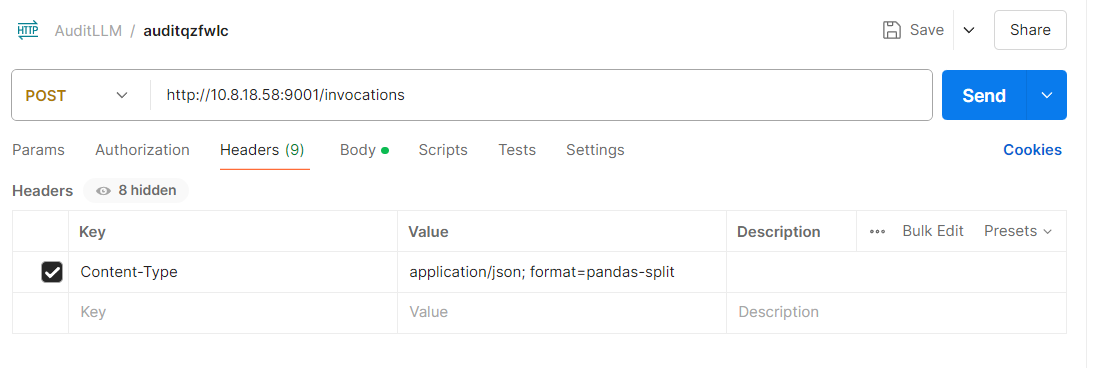 HTTP AuditLLM / auditqzfwlc Save Share
POST http://10.8.18.58:9001/invocations Send
Params Authorization Headers (9) Body Scripts Tests Settings Cookies
Headers 8 hidden
Key Value Description ••• Bulk Edit Presets
Content-Type application/json; format=pandas-split
Key Value Description